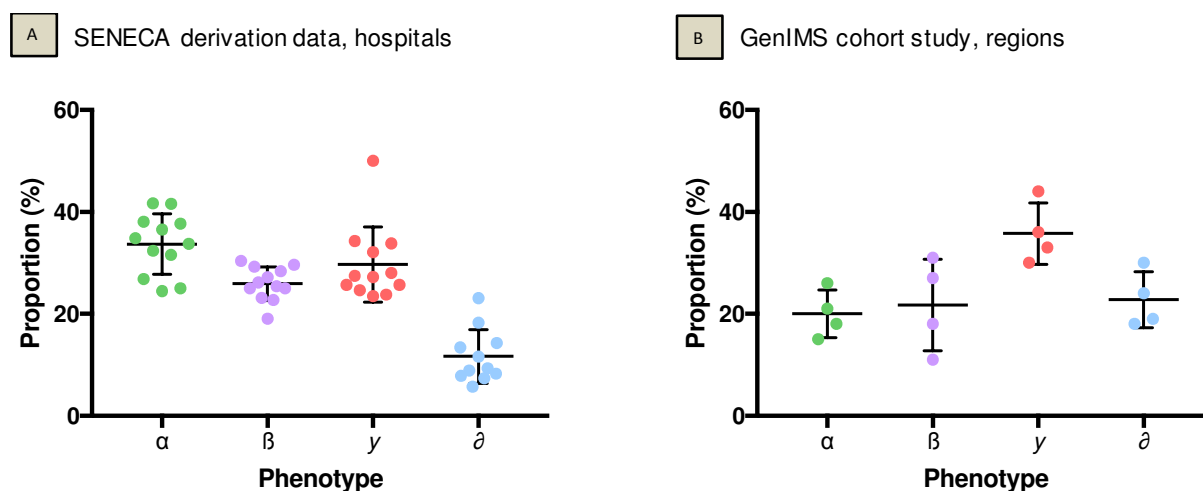 A SENECA derivation data, hospitals
60
40
20
0
Proportion (%)
α ß y ∂
Phenotype
B GenIMS cohort study, regions
60
40
20
0
Proportion (%)
α ß y ∂
Phenotype